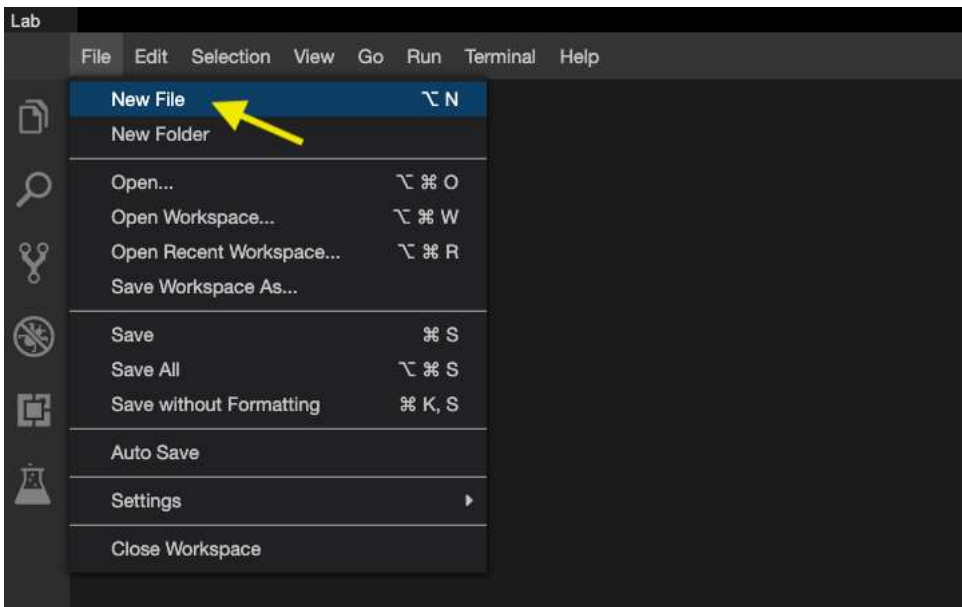 Lab
File Edit Selection View Go Run Terminal Help
New File ⌥ N
New Folder
Open... ⌥ ⌘ O
Open Workspace... ⌥ ⌘ W
Open Recent Workspace... ⌥ ⌘ R
Save Workspace As...
Save ⌘ S
Save All ⌥ ⌘ S
Save without Formatting ⌘ K, S
Auto Save
Settings
Close Workspace